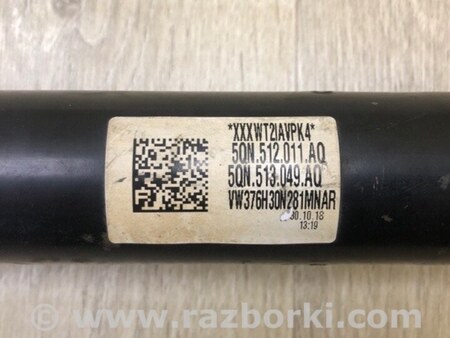 *XXXWT2IAVPK4*
5QN.512.011.AQ
5QN.513.049.AQ
VW376H30N281MNAR
30.10.18
13:19
© www.razborki.com